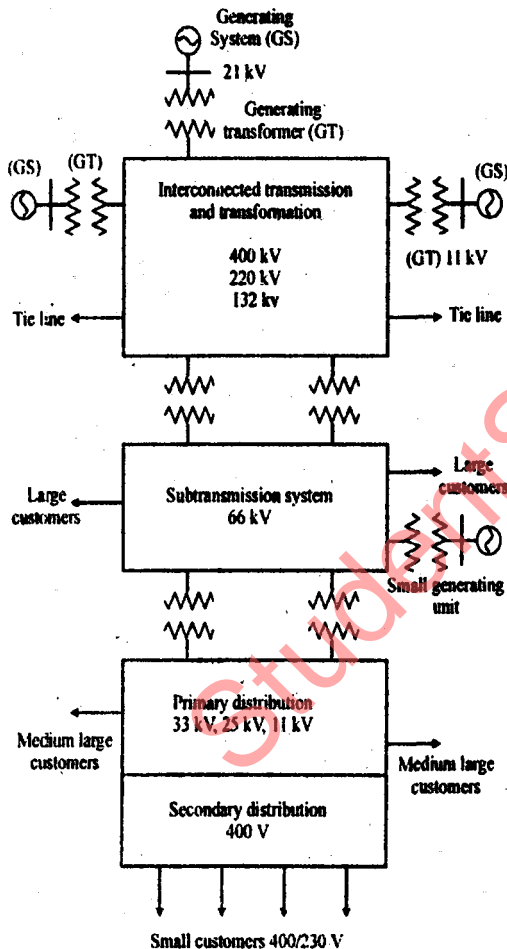 Generating
System (GS)
21 kV
Generating
transformer (GT)
(GS)
(GT)
(GS)
Interconnected transmission
and transformation
400 kV
220 kV
132 kv
(GT) 11 kV
Tie line
Tie line
Large
customers
Subtransmission system
66 kV
Large
customers
Small generating
unit
Primary distribution
33 kV, 25 kV, 11 kV
Medium large
customers
Medium large
customers
Secondary distribution
400 V
Small customers 400/230 V
Students